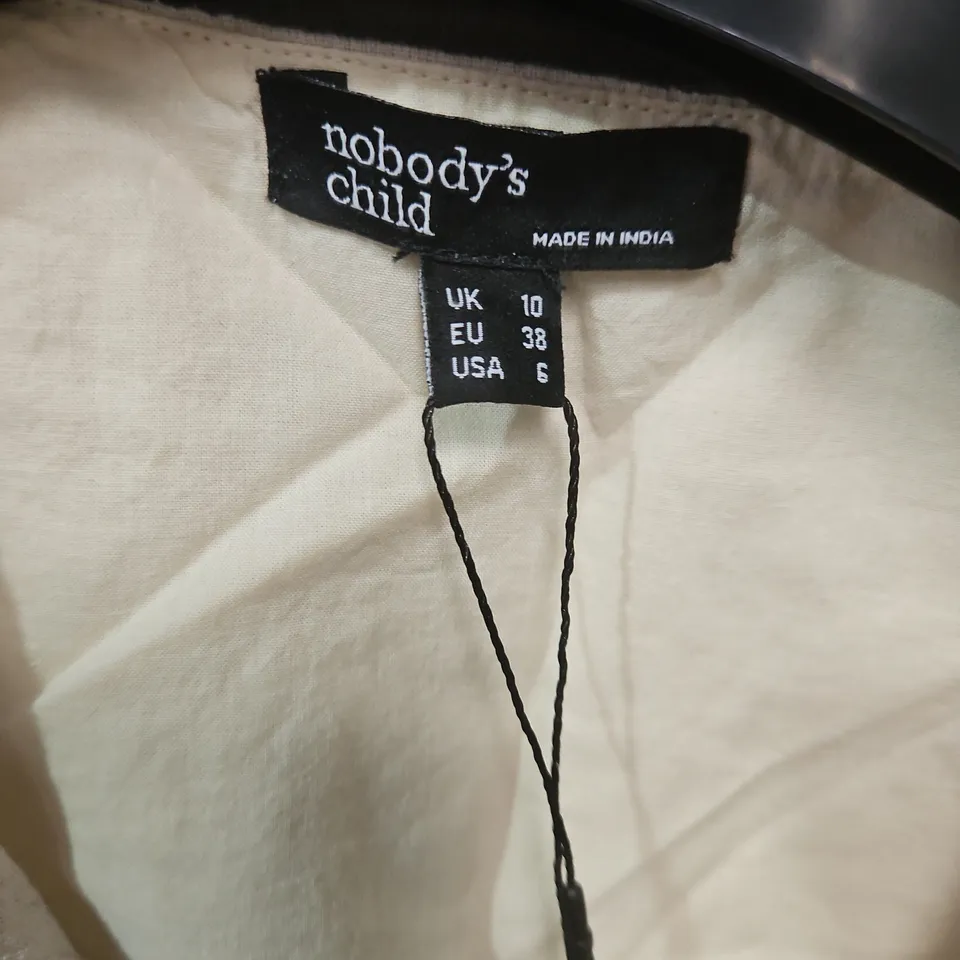 nobody's
child
MADE IN INDIA
UK 10
EU 38
USA 6